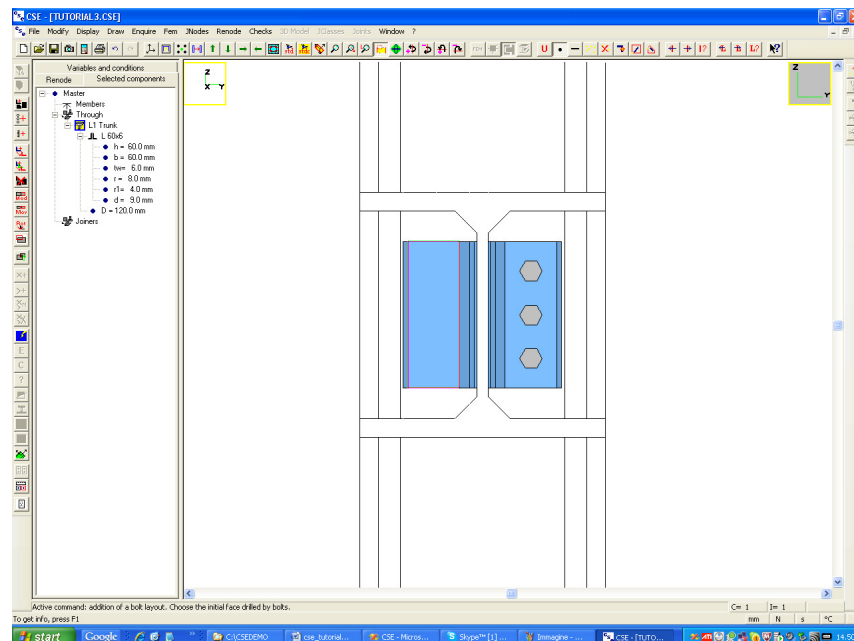 CSE - [TUTORIAL3.CSE]
File Modify Display Draw Enquire Fem JNodes Renode Checks 3D Model JClasses Joints Window ?
Variables and conditions
Renode Selected components
Master
Members
Through
L1 Trunk
L 60x6
h = 60.0 mm
b = 60.0 mm
tw= 6.0 mm
r = 8.0 mm
r1= 4.0 mm
d = 9.0 mm
D = 120.0 mm
Joiners
Z
X Y
Z
Y
Active command: addition of a bolt layout. Choose the initial face drilled by bolts.
C= 1 I= 1
To get info, press F1
mm N s °C
start Google C:\CSEDEMO cse_tutorial... CSE - Micros... Skype™ [1] ... Immagine - ... CSE - [TUTO...